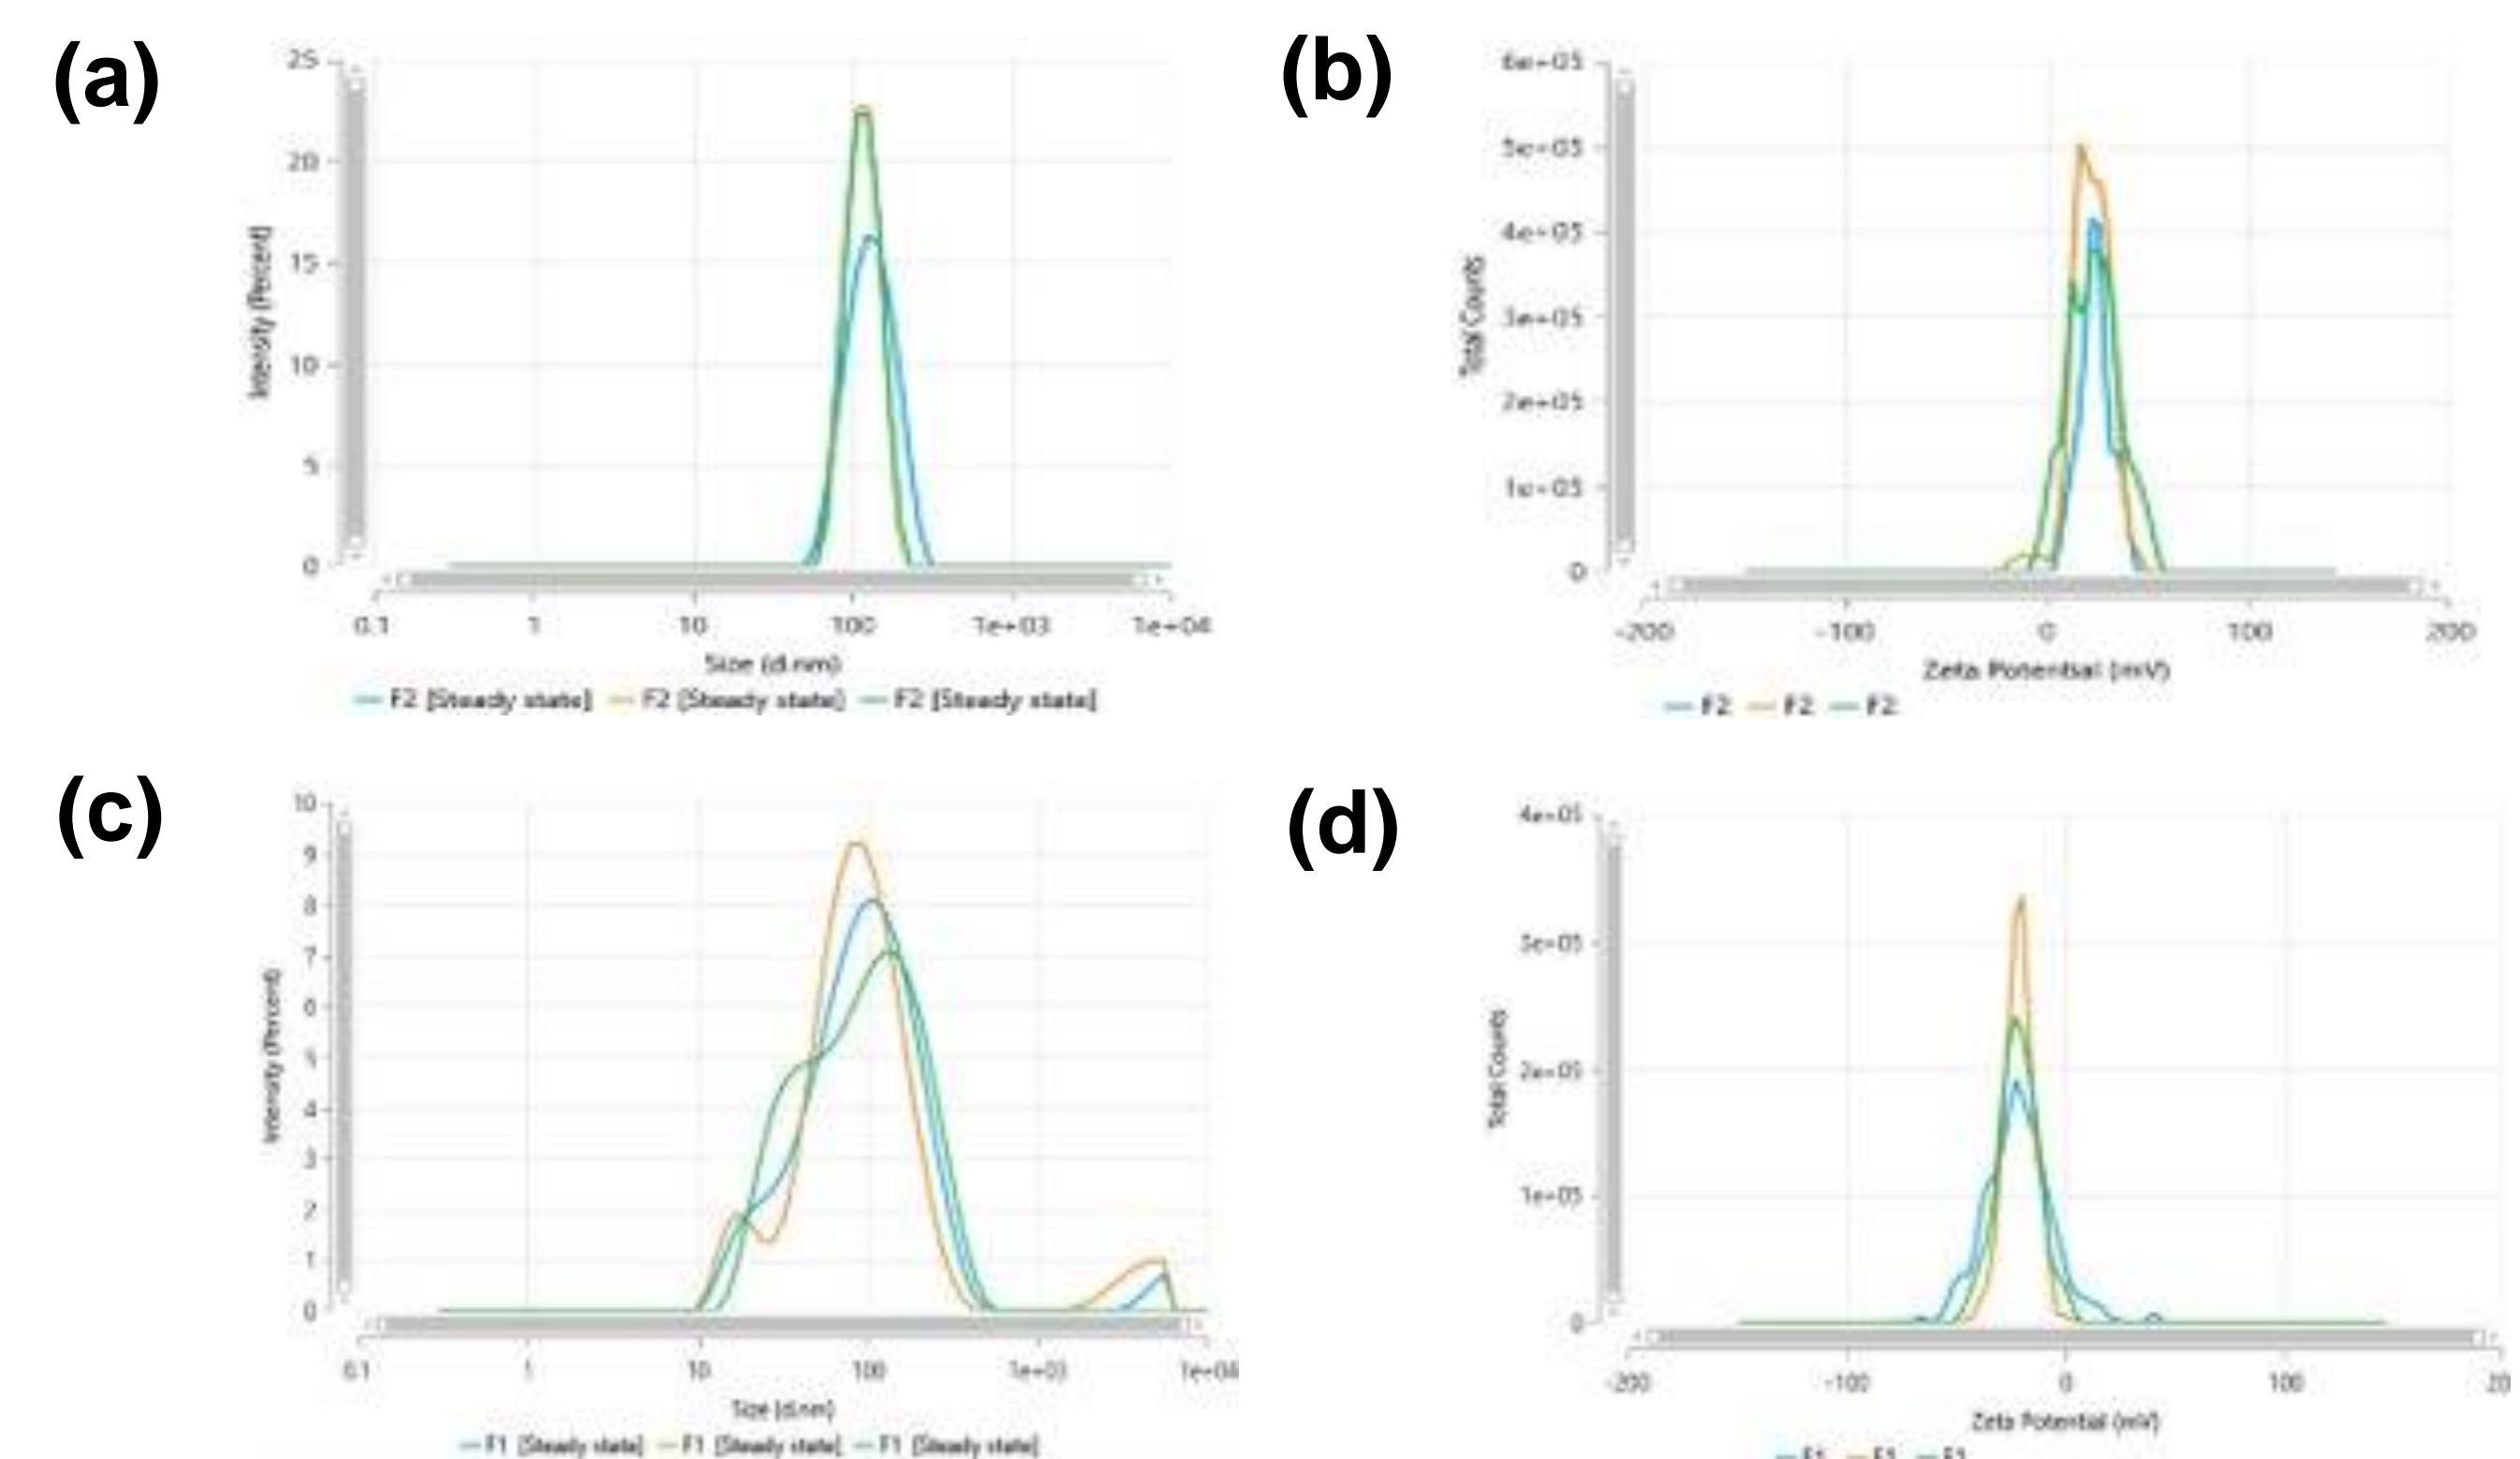 (a)
25
20
15
10
5
0
Intensity (Percent)
0.1 1 10 100 1e+03 1e+04
Size (d.nm)
F2 [Steady state] F2 [Steady state] F2 [Steady state]
(b)
6e+05
5e+05
4e+05
3e+05
2e+05
1e+05
0
Total Counts
-200 -100 0 100 200
Zeta Potential (mV)
F2 F2 F2
(c)
10
9
8
7
6
5
4
3
2
1
0
Intensity (Percent)
0.1 1 10 100 1e+03 1e+04
Size (d.nm)
F1 [Steady state] F1 [Steady state] F1 [Steady state]
(d)
4e+05
3e+05
2e+05
1e+05
0
Total Counts
-200 -100 0 100 20
Zeta Potential (mV)
F1 F1 F1